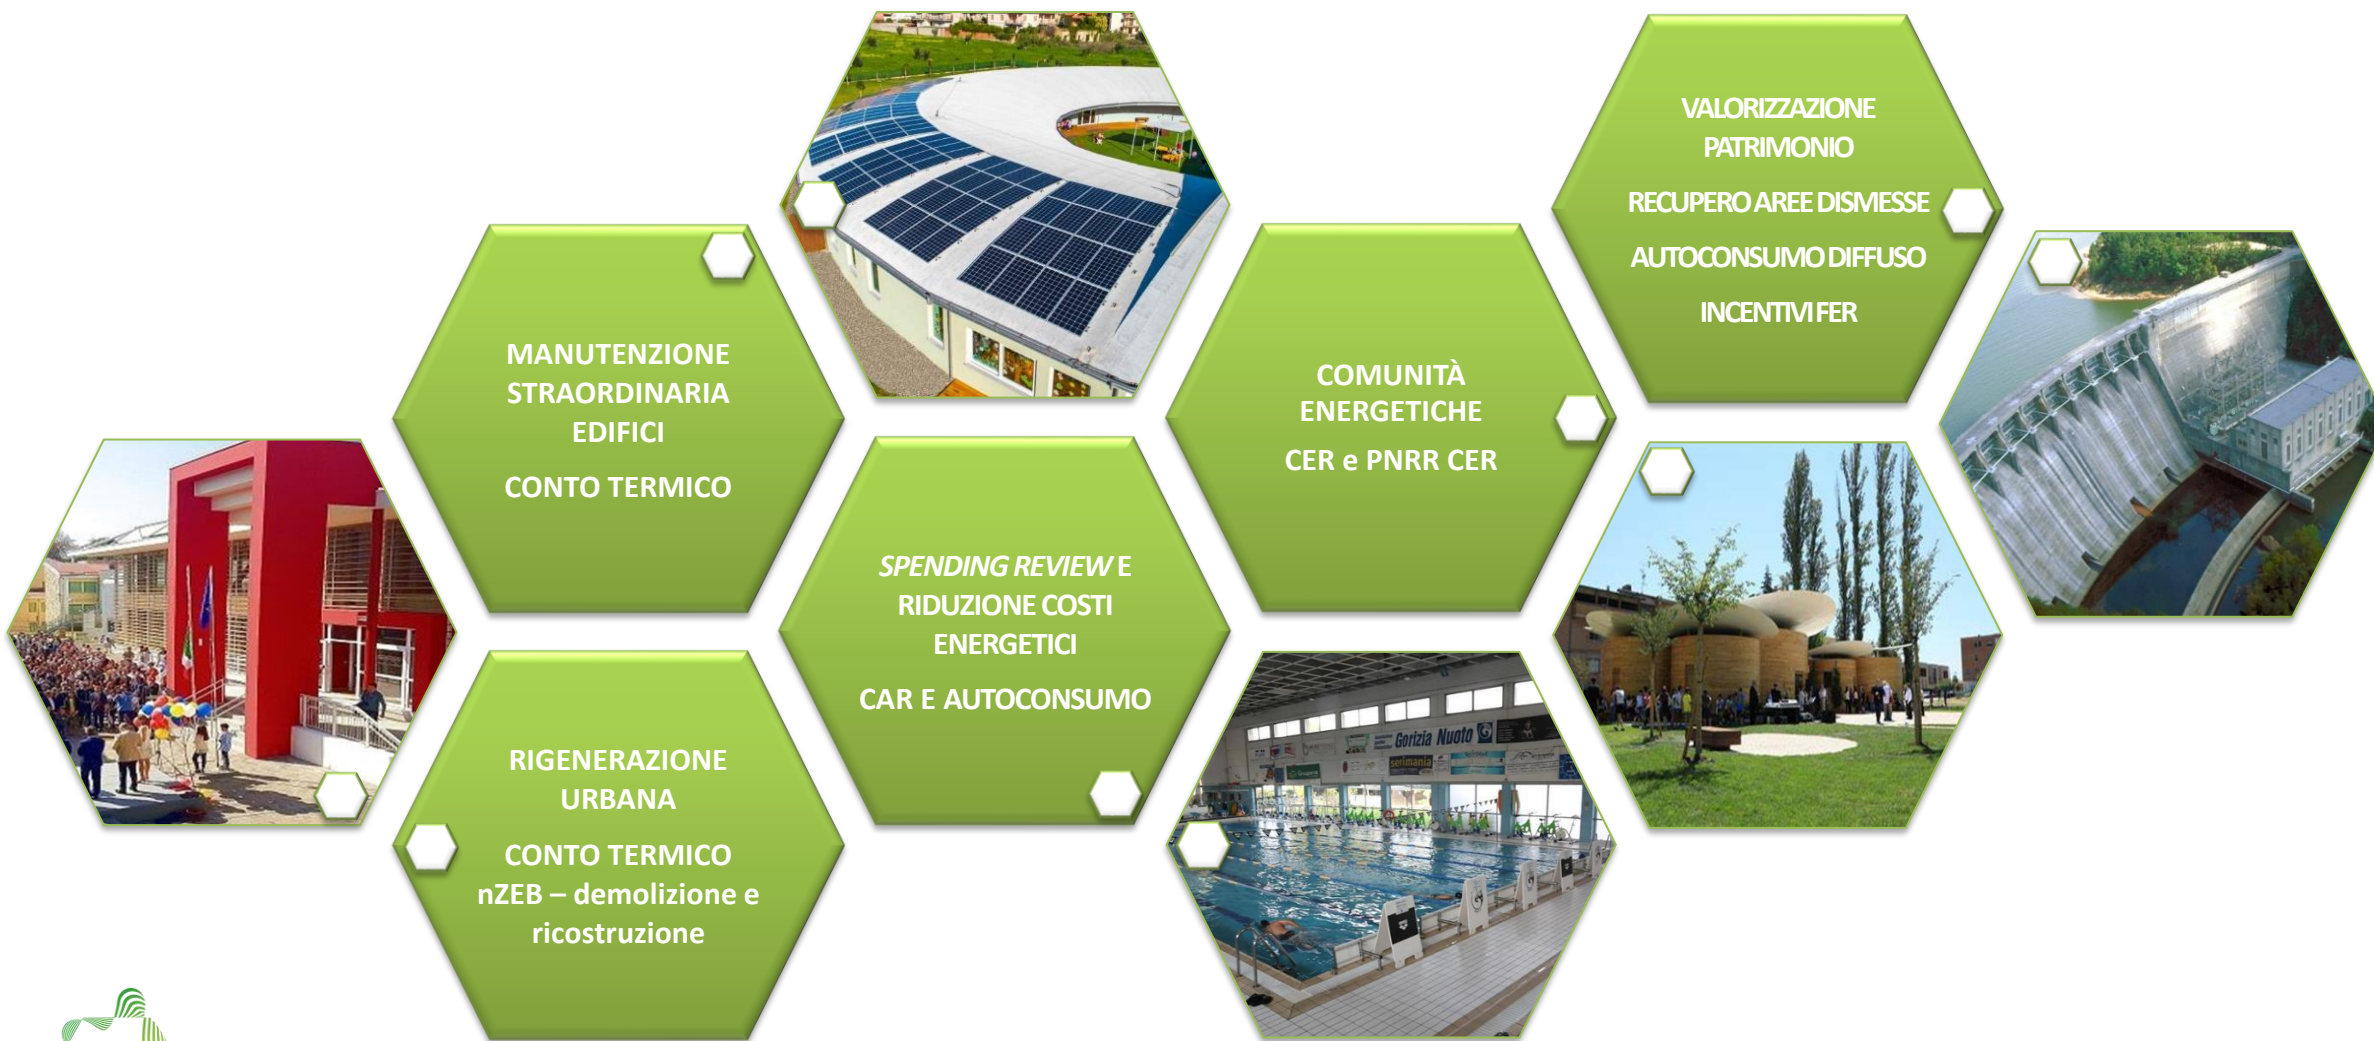 MANUTENZIONE
STRAORDINARIA
EDIFICI
CONTO TERMICO
RIGENERAZIONE
URBANA
CONTO TERMICO
nZEB – demolizione e
ricostruzione
SPENDING REVIEW E
RIDUZIONE COSTI
ENERGETICI
CAR E AUTOCONSUMO
COMUNITÀ
ENERGETICHE
CER e PNRR CER
VALORIZZAZIONE
PATRIMONIO
RECUPERO AREE DISMESSE
AUTOCONSUMO DIFFUSO
INCENTIVI FER
Gorizia Nuoto
serimania